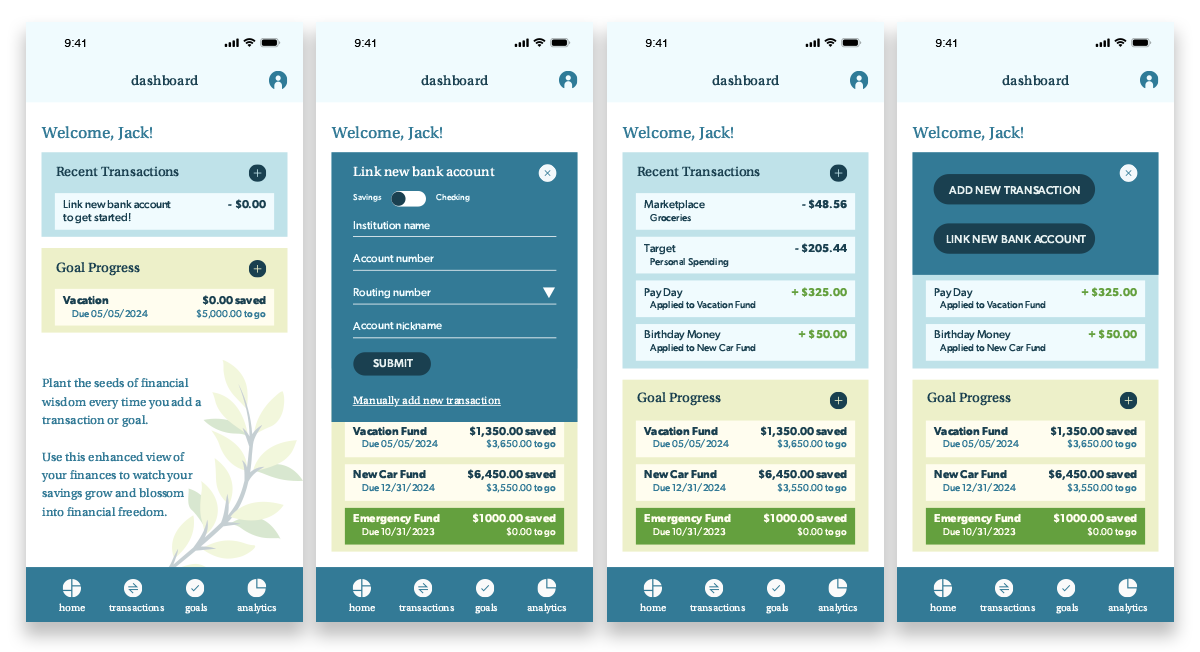 9:41
dashboard
Welcome, Jack!
Recent Transactions
Link new bank account - $0.00
to get started!
Goal Progress
Vacation $0.00 saved
Due 05/05/2024 $5,000.00 to go
Plant the seeds of financial
wisdom every time you add a
transaction or goal.
Use this enhanced view of
your finances to watch your
savings grow and blossom
into financial freedom.
home transactions goals analytics
9:41
dashboard
Welcome, Jack!
Link new bank account
Savings Checking
Institution name
Account number
Routing number
Account nickname
SUBMIT
Manually add new transaction
Vacation Fund $1,350.00 saved
Due 05/05/2024 $3,650.00 to go
New Car Fund $6,450.00 saved
Due 12/31/2024 $3,550.00 to go
Emergency Fund $1000.00 saved
Due 10/31/2023 $0.00 to go
home transactions goals analytics
9:41
dashboard
Welcome, Jack!
Recent Transactions
Marketplace - $48.56
Groceries
Target - $205.44
Personal Spending
Pay Day + $325.00
Applied to Vacation Fund
Birthday Money + $50.00
Applied to New Car Fund
Goal Progress
Vacation Fund $1,350.00 saved
Due 05/05/2024 $3,650.00 to go
New Car Fund $6,450.00 saved
Due 12/31/2024 $3,550.00 to go
Emergency Fund $1000.00 saved
Due 10/31/2023 $0.00 to go
home transactions goals analytics
9:41
dashboard
Welcome, Jack!
ADD NEW TRANSACTION
LINK NEW BANK ACCOUNT
Pay Day + $325.00
Applied to Vacation Fund
Birthday Money + $50.00
Applied to New Car Fund
Goal Progress
Vacation Fund $1,350.00 saved
Due 05/05/2024 $3,650.00 to go
New Car Fund $6,450.00 saved
Due 12/31/2024 $3,550.00 to go
Emergency Fund $1000.00 saved
Due 10/31/2023 $0.00 to go
home transactions goals analytics